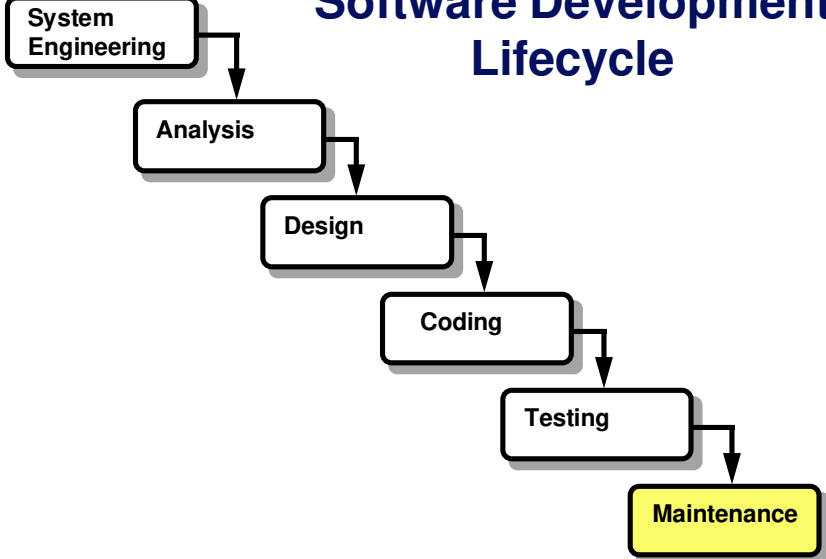 Software Development
Lifecycle
System
Engineering
Analysis
Design
Coding
Testing
Maintenance